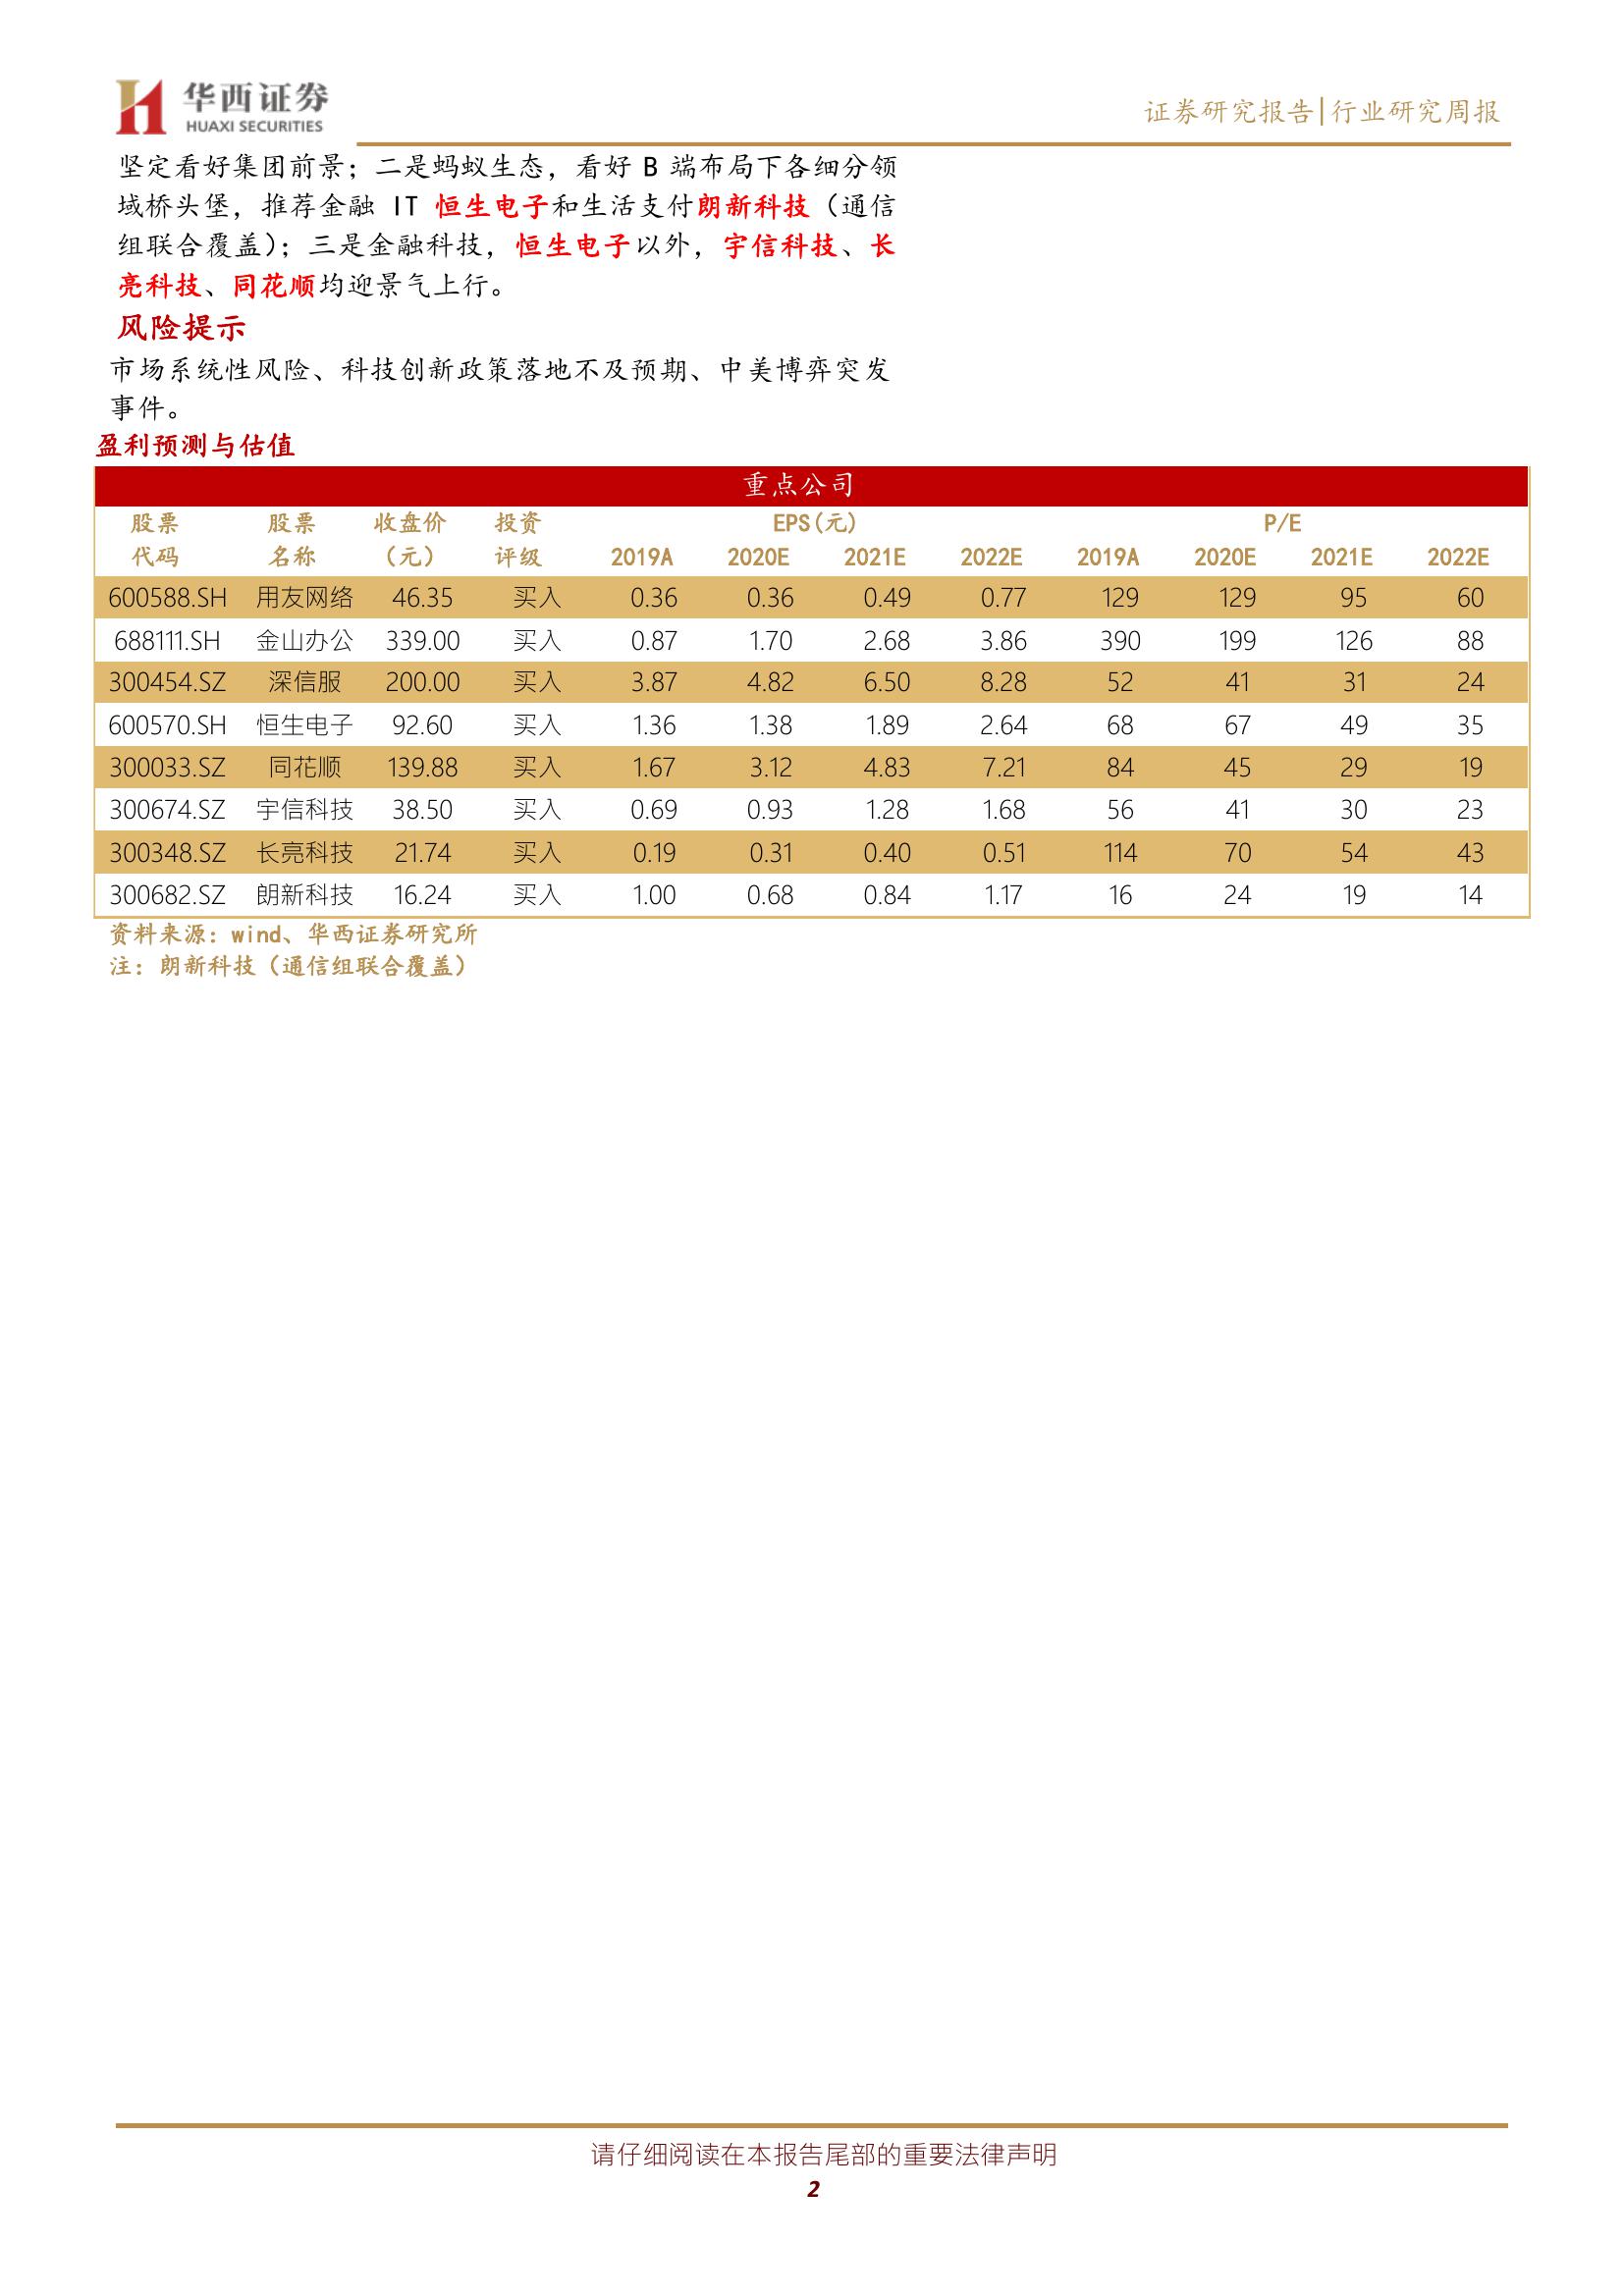 华西证券
HUAXI SECURITIES
证券研究报告|行业研究周报
坚定看好集团前景；二是蚂蚁生态，看好 B 端布局下各细分领
域桥头堡，推荐金融 IT 恒生电子和生活支付朗新科技（通信
组联合覆盖）；三是金融科技，恒生电子以外，宇信科技、长
亮科技、同花顺均迎景气上行。
风险提示
市场系统性风险、科技创新政策落地不及预期、中美博弈突发
事件。
盈利预测与估值
重点公司
股票 股票 收盘价 投资 EPS(元) P/E
代码 名称 （元） 评级 2019A 2020E 2021E 2022E 2019A 2020E 2021E 2022E
600588.SH 用友网络 46.35 买入 0.36 0.36 0.49 0.77 129 129 95 60
688111.SH 金山办公 339.00 买入 0.87 1.70 2.68 3.86 390 199 126 88
300454.SZ 深信服 200.00 买入 3.87 4.82 6.50 8.28 52 41 31 24
600570.SH 恒生电子 92.60 买入 1.36 1.38 1.89 2.64 68 67 49 35
300033.SZ 同花顺 139.88 买入 1.67 3.12 4.83 7.21 84 45 29 19
300674.SZ 宇信科技 38.50 买入 0.69 0.93 1.28 1.68 56 41 30 23
300348.SZ 长亮科技 21.74 买入 0.19 0.31 0.40 0.51 114 70 54 43
300682.SZ 朗新科技 16.24 买入 1.00 0.68 0.84 1.17 16 24 19 14
资料来源：wind、华西证券研究所
注：朗新科技（通信组联合覆盖）
请仔细阅读在本报告尾部的重要法律声明
2